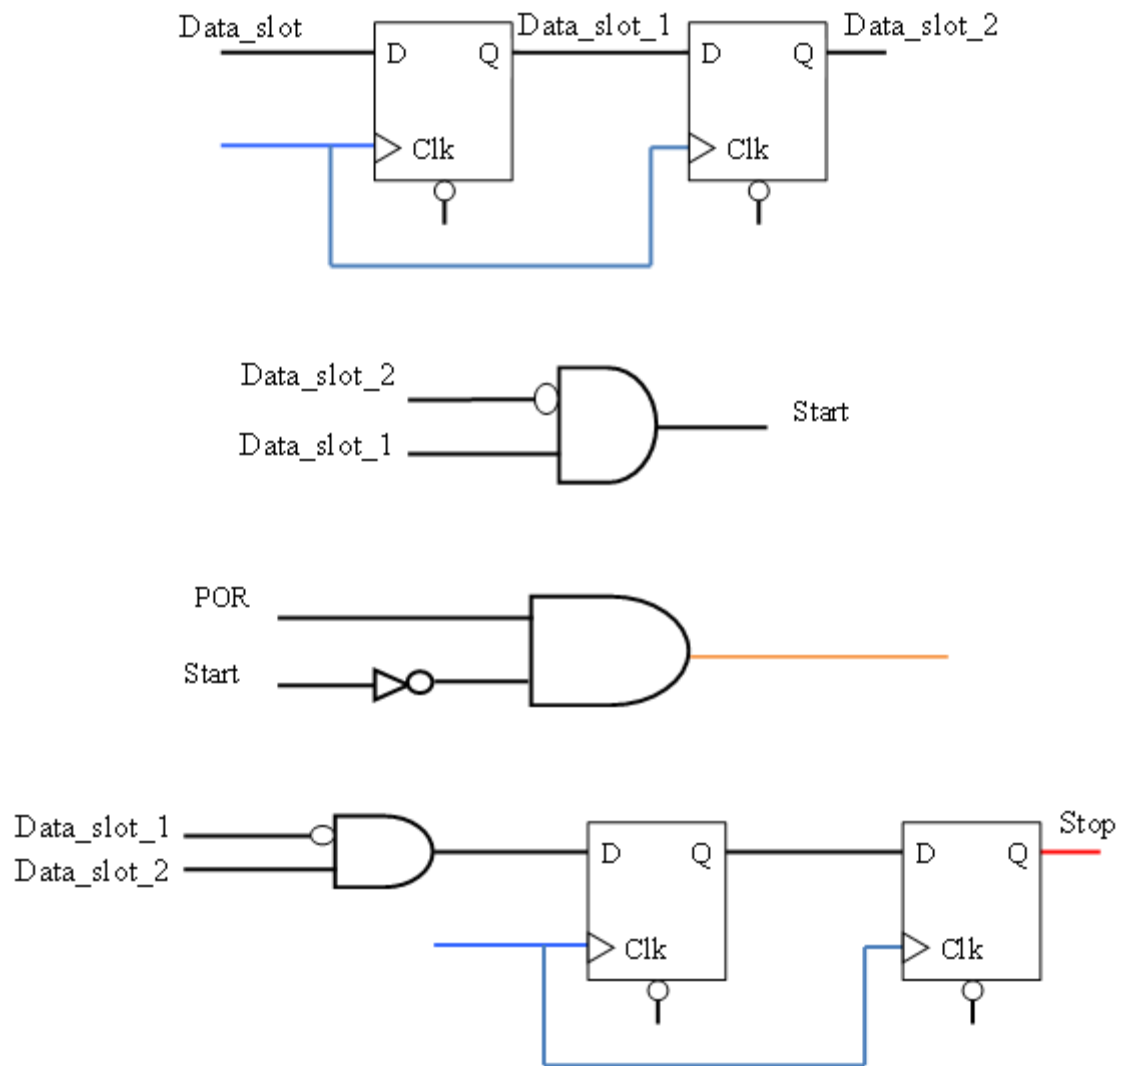 Data_slot Data_slot_1 Data_slot_2
D Q D Q
Clk Clk
Data_slot_2
Start
Data_slot_1
POR
Start
Data_slot_1 Stop
D Q D Q
Data_slot_2
Clk Clk